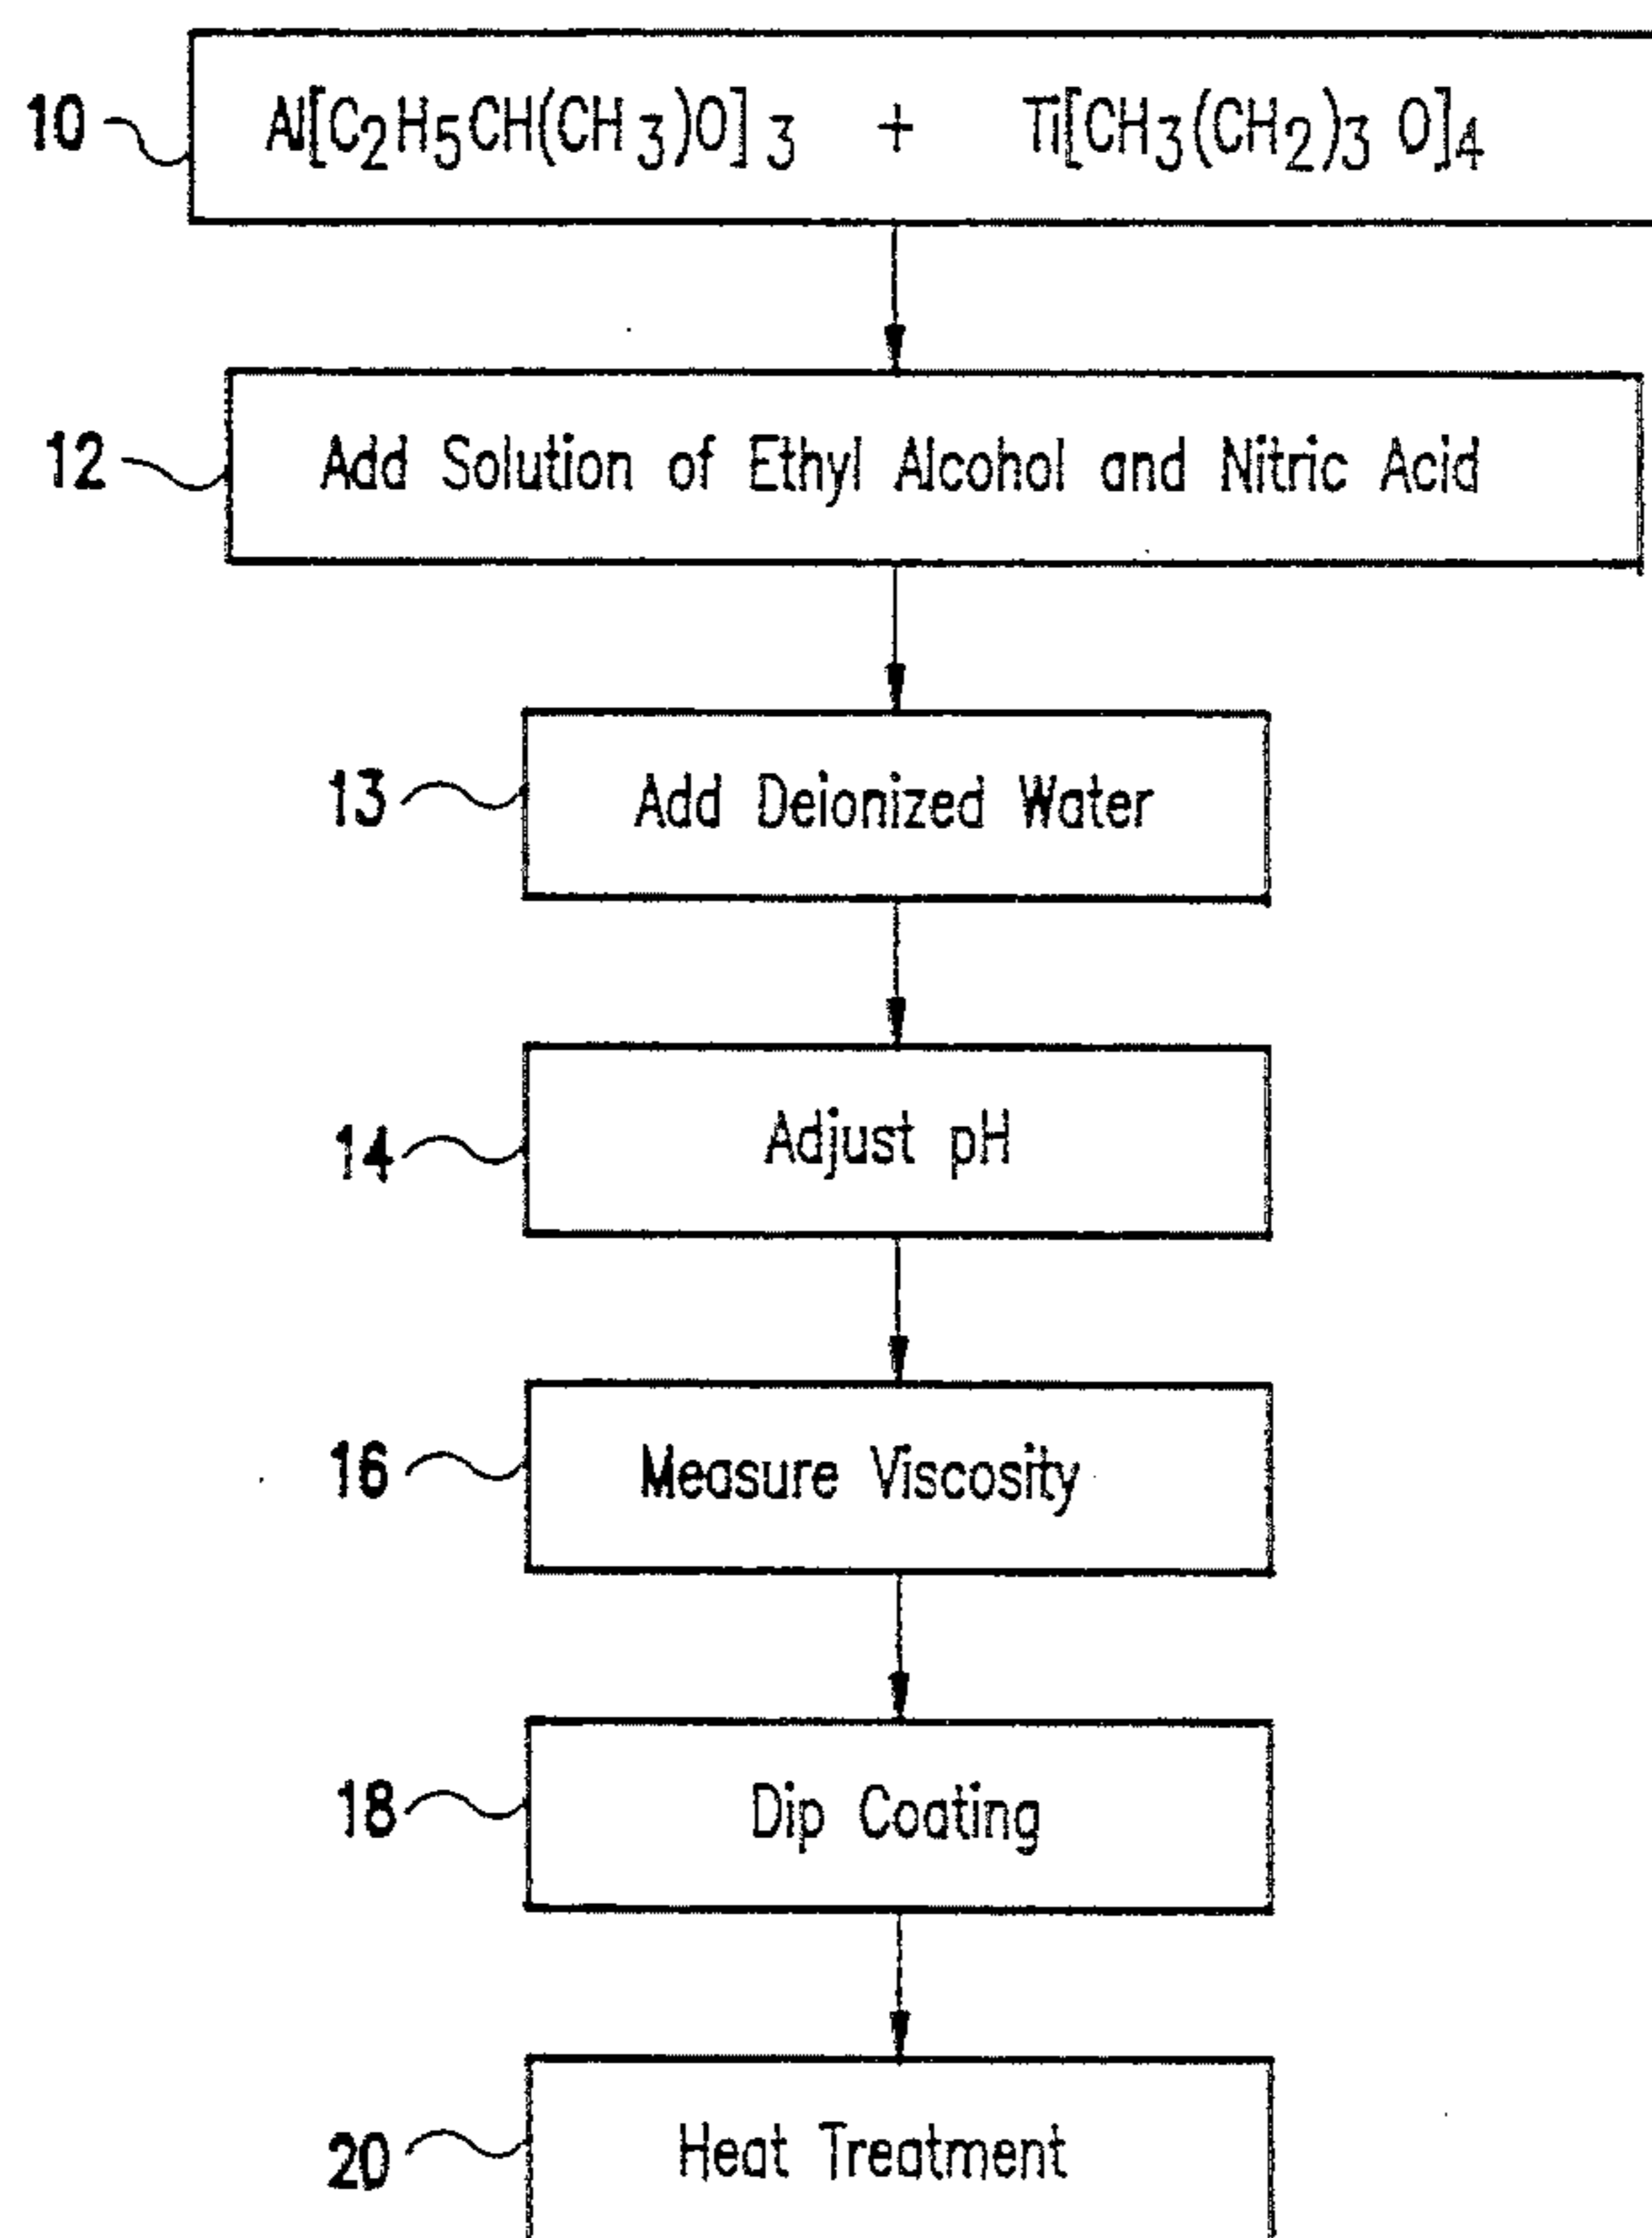 10 Al[C₂H₅CH(CH₃)O]₃ + Ti[CH₃(CH₂)₃ O]₄
12 Add Solution of Ethyl Alcohol and Nitric Acid
13 Add Deionized Water
14 Adjust pH
16 Measure Viscosity
18 Dip Coating
20 Heat Treatment